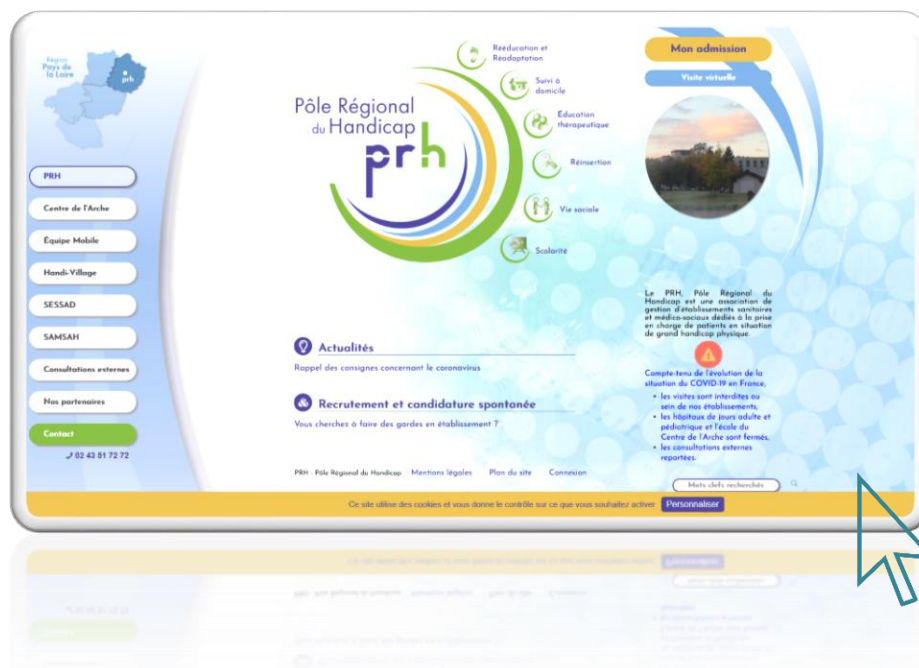 Région
Pays de
la Loire
prh
PRH
Centre de l'Arche
Équipe Mobile
Handi-Village
SESSAD
SAMSAH
Consultations externes
Nos partenaires
Contact
02 43 51 72 72
Pôle Régional
du Handicap
prh
Rééducation et
Réadaptation
Suivi à
domicile
Éducation
thérapeutique
Réinsertion
Vie sociale
Scolarité
Actualités
Rappel des consignes concernant le coronavirus
Recrutement et candidature spontanée
Vous cherchez à faire des gardes en établissement ?
PRH - Pôle Régional du Handicap Mentions légales Plan du site Connexion
Mon admission
Visite virtuelle
Le PRH, Pôle Régional du
Handicap est une association de
gestion d'établissements sanitaires
et médico-sociaux dédiés à la prise
en charge de patients en situation
de grand handicap physique.
Compte-tenu de l'évolution de la
situation du COVID-19 en France,
• les visites sont interdites au
sein de nos établissements,
• les hôpitaux de jours adulte et
pédiatrique et l'école du
Centre de l'Arche sont fermés,
• les consultations externes
reportées.
Mots clefs recherchés
Ce site utilise des cookies et vous donne le contrôle sur ce que vous souhaitez activer Personnaliser